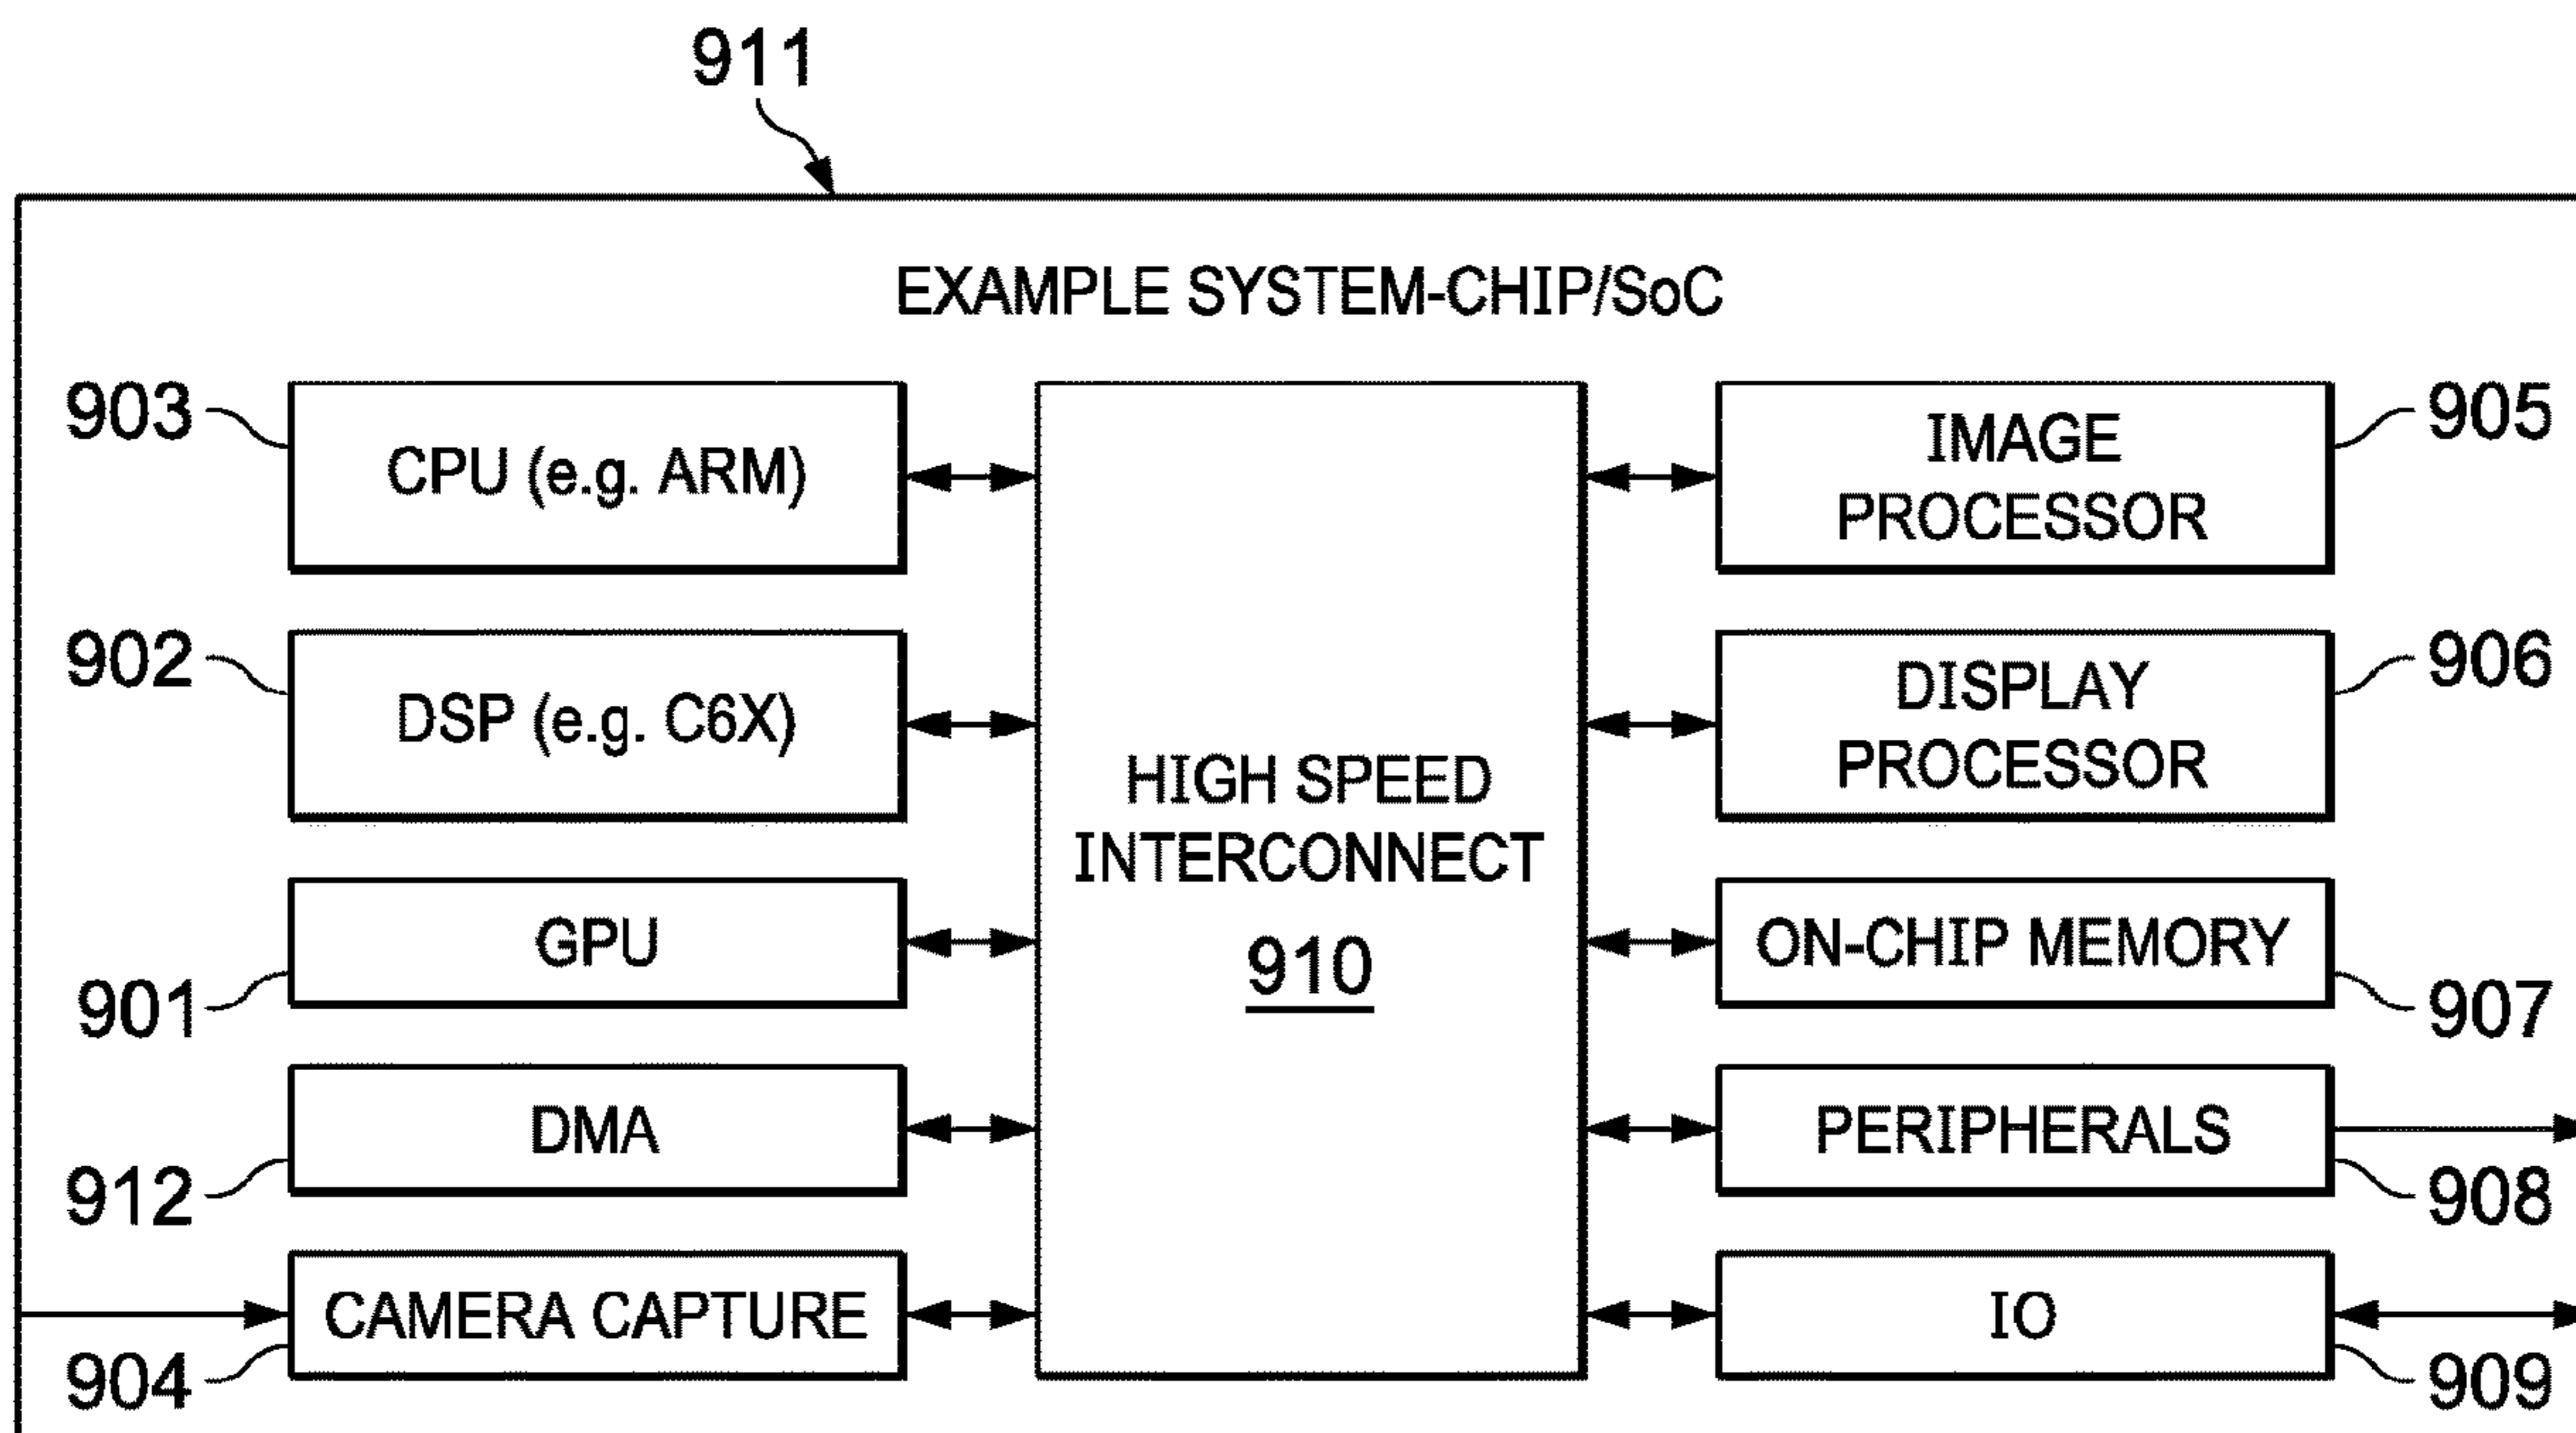 911
EXAMPLE SYSTEM-CHIP/SoC
903
CPU (e.g. ARM)
902
DSP (e.g. C6X)
GPU
901
DMA
912
CAMERA CAPTURE
904
HIGH SPEED
INTERCONNECT
910
IMAGE
PROCESSOR
905
DISPLAY
PROCESSOR
906
ON-CHIP MEMORY
907
PERIPHERALS
908
IO
909